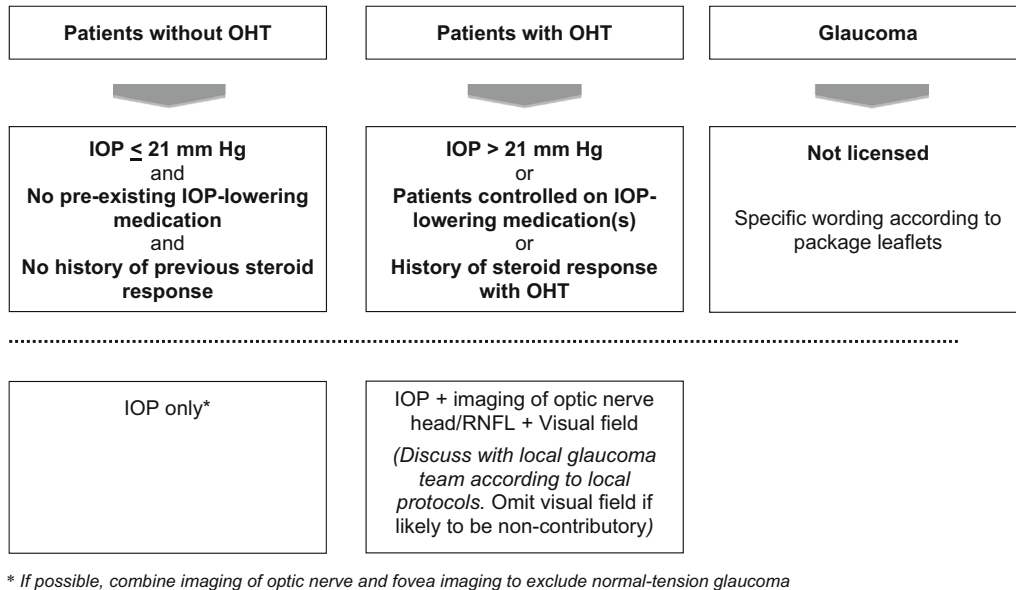 Patients without OHT
Patients with OHT
Glaucoma
IOP ≤ 21 mm Hg
and
No pre-existing IOP-lowering
medication
and
No history of previous steroid
response
IOP > 21 mm Hg
or
Patients controlled on IOP-
lowering medication(s)
or
History of steroid response
with OHT
Not licensed
Specific wording according to
package leaflets
IOP only*
IOP + imaging of optic nerve
head/RNFL + Visual field
(Discuss with local glaucoma
team according to local
protocols. Omit visual field if
likely to be non-contributory)
* If possible, combine imaging of optic nerve and fovea imaging to exclude normal-tension glaucoma